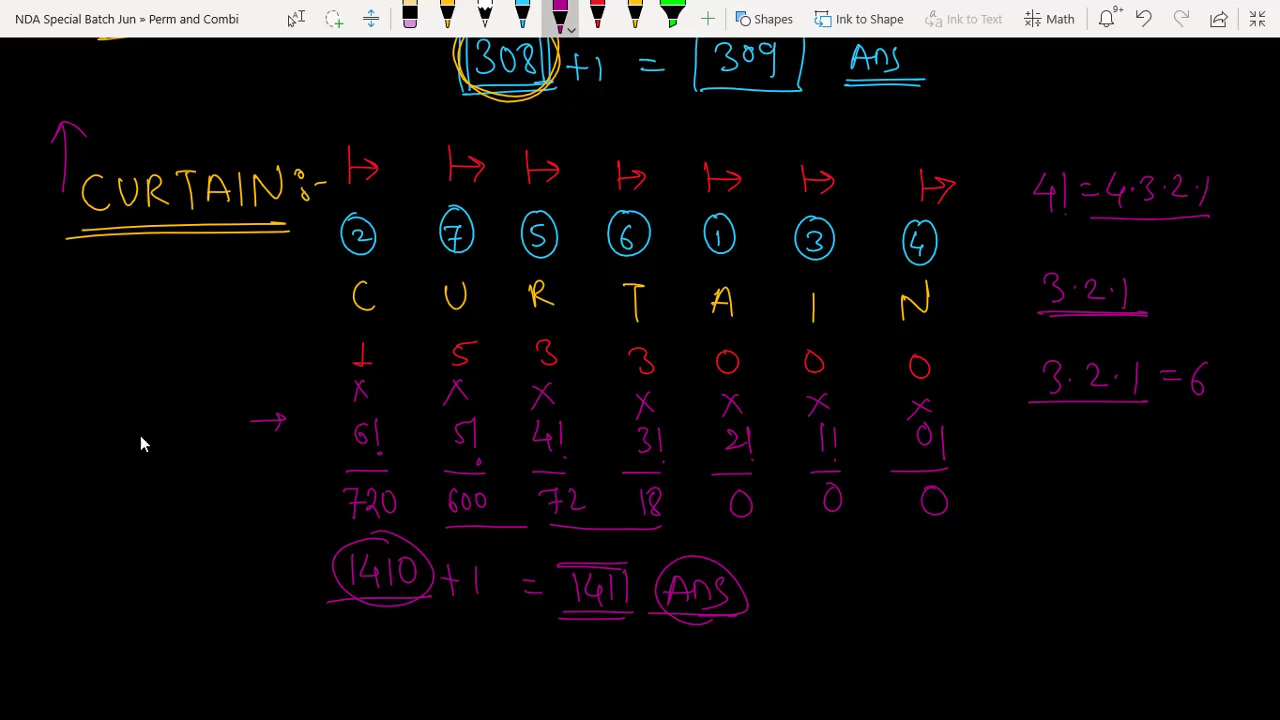 NDA Special Batch Jun » Perm and Combi
Shapes Ink to Shape Ink to Text Math 9+
308 +1 = 309 Ans
CURTAIN:-
2 7 5 6 1 3 4
C U R T A I N
1 5 3 3 0 0 0
× × × × × × ×
6! 5! 4! 3! 2! 1! 0!
720 600 72 18 0 0 0
1410 +1 = 1411 Ans
4! = 4·3·2·1
3·2·1
3·2·1 = 6